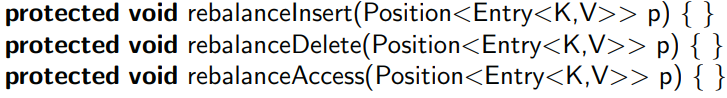 protected void rebalanceInsert(Position<Entry<K,V>> p) { }
protected void rebalanceDelete(Position<Entry<K,V>> p) { }
protected void rebalanceAccess(Position<Entry<K,V>> p) { }